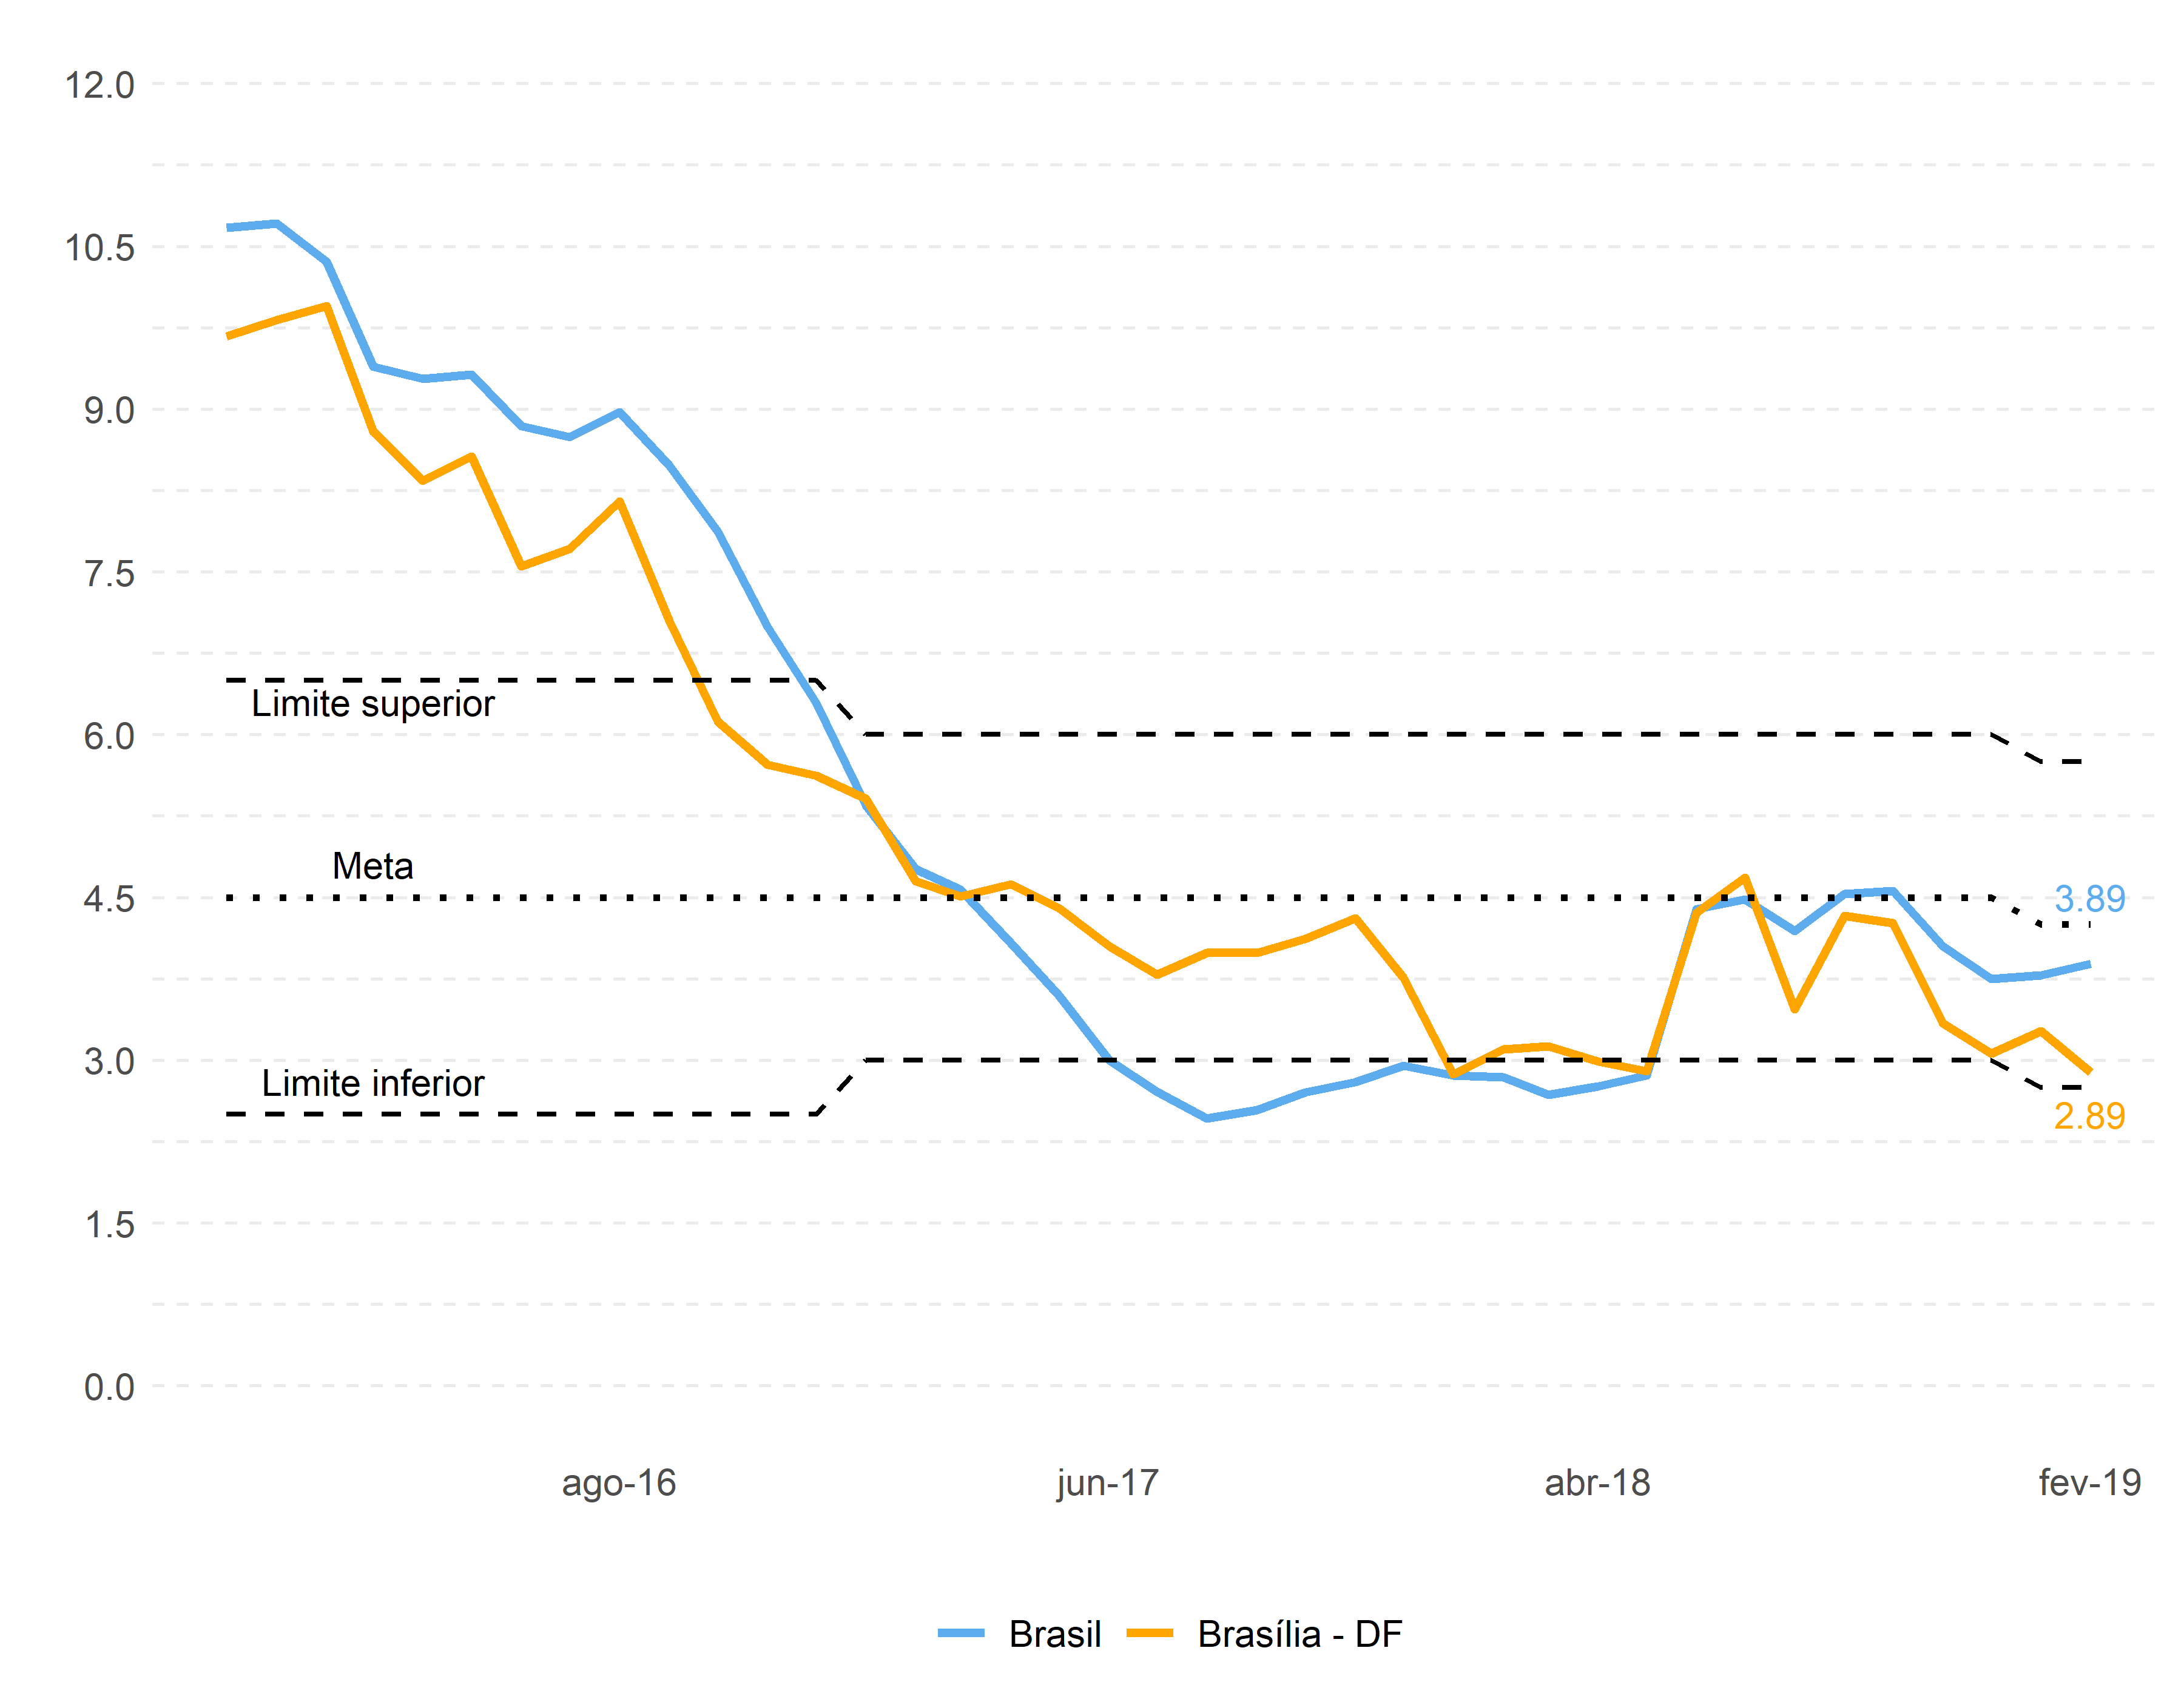 12.0
10.5
9.0
7.5
Limite superior
6.0
Meta
4.5
3.89
3.0
Limite inferior
2.89
1.5
0.0
ago-16 jun-17 abr-18 fev-19
Brasil Brasília - DF